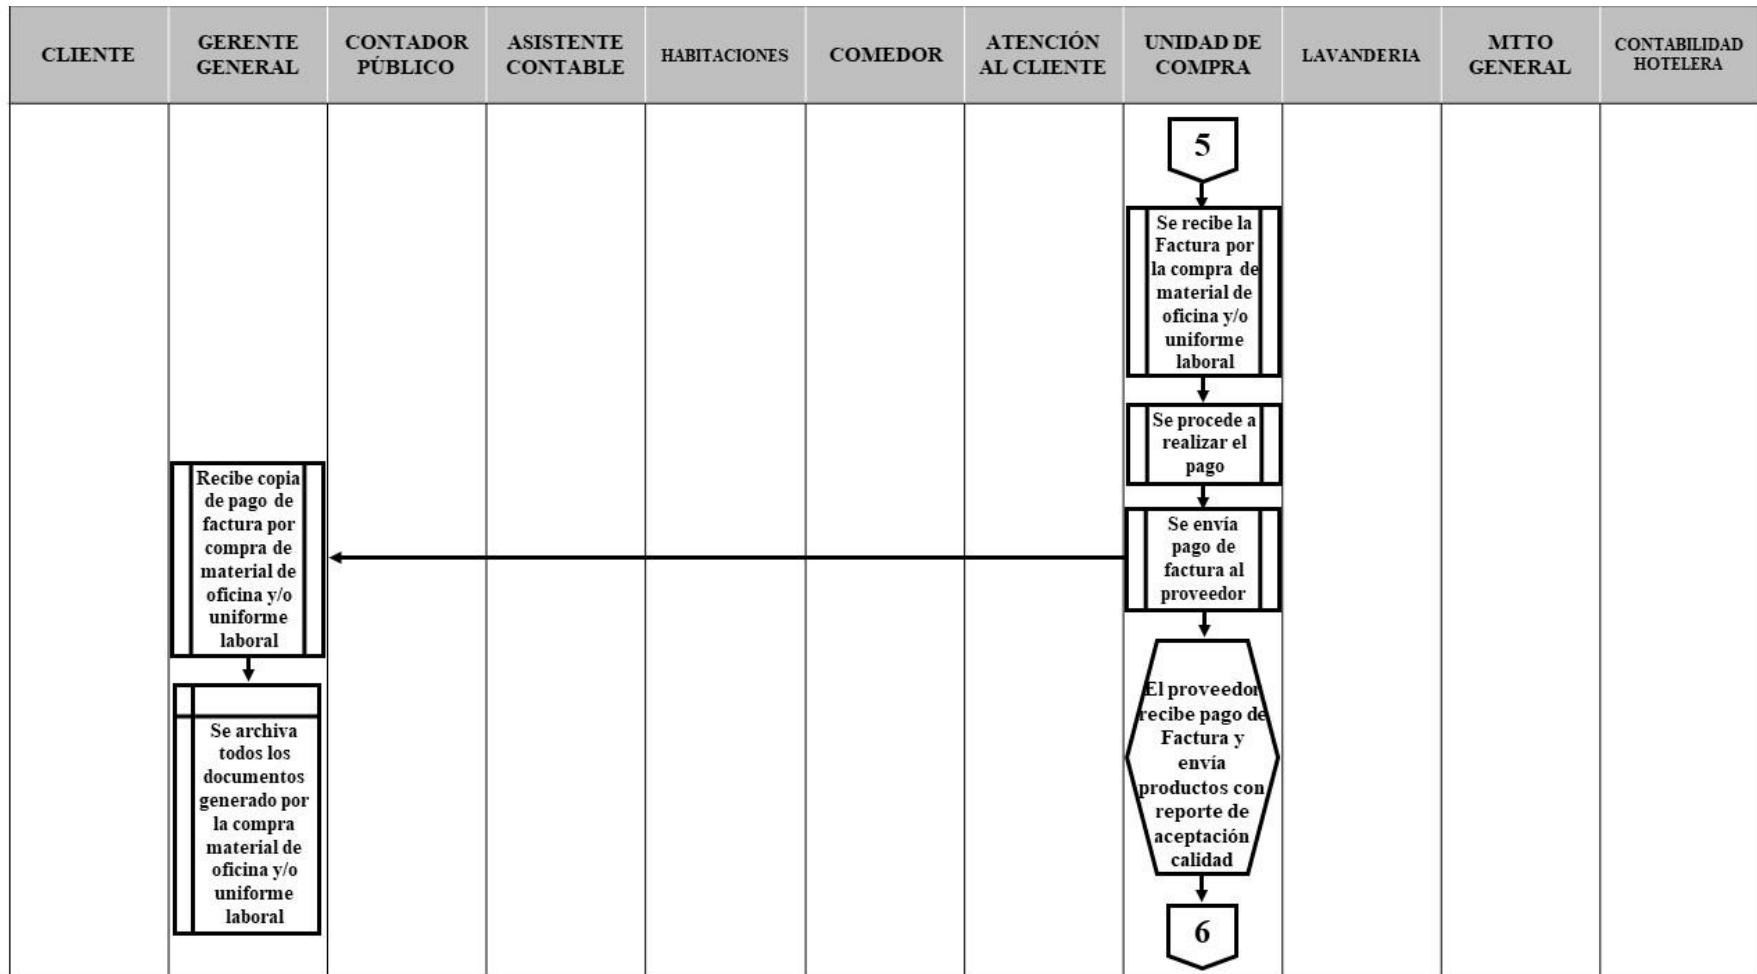 CLIENTE
GERENTE
GENERAL
CONTADOR
PÚBLICO
ASISTENTE
CONTABLE
HABITACIONES
COMEDOR
ATENCIÓN
AL CLIENTE
UNIDAD DE
COMPRA
LAVANDERIA
MTTO
GENERAL
CONTABILIDAD
HOTELERA
5
Se recibe la
Factura por
la compra de
material de
oficina y/o
uniforme
laboral
Se procede a
realizar el
pago
Se envía
pago de
factura al
proveedor
Recibe copia
de pago de
factura por
compra de
material de
oficina y/o
uniforme
laboral
Se archiva
todos los
documentos
generado por
la compra
material de
oficina y/o
uniforme
laboral
El proveedor
recibe pago de
Factura y
envía
productos con
reporte de
aceptación
calidad
6